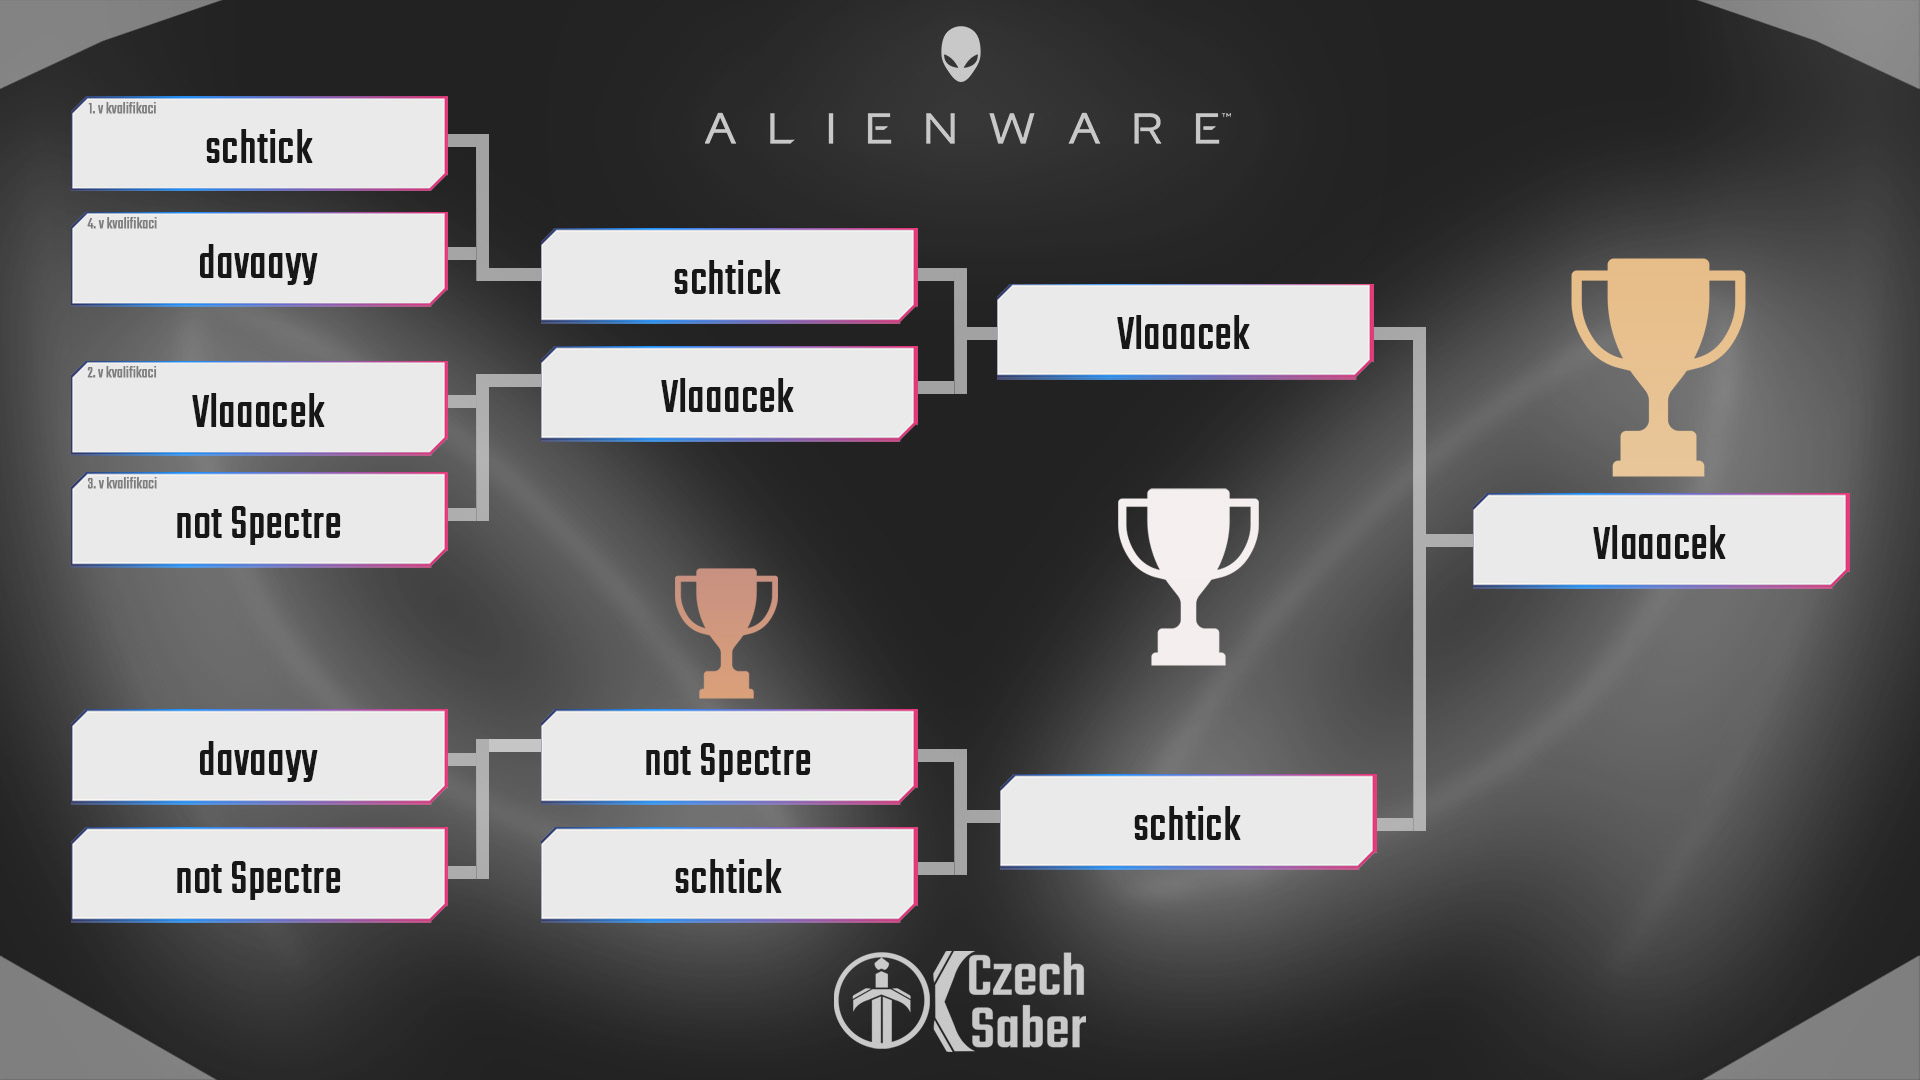 ALIENWARE™
1. v kvalifikaci
schtick
4. v kvalifikaci
davaayy
2. v kvalifikaci
Vlaaacek
3. v kvalifikaci
not Spectre
schtick
Vlaaacek
Vlaaacek
Vlaaacek
davaayy
not Spectre
not Spectre
schtick
schtick
Czech
Saber